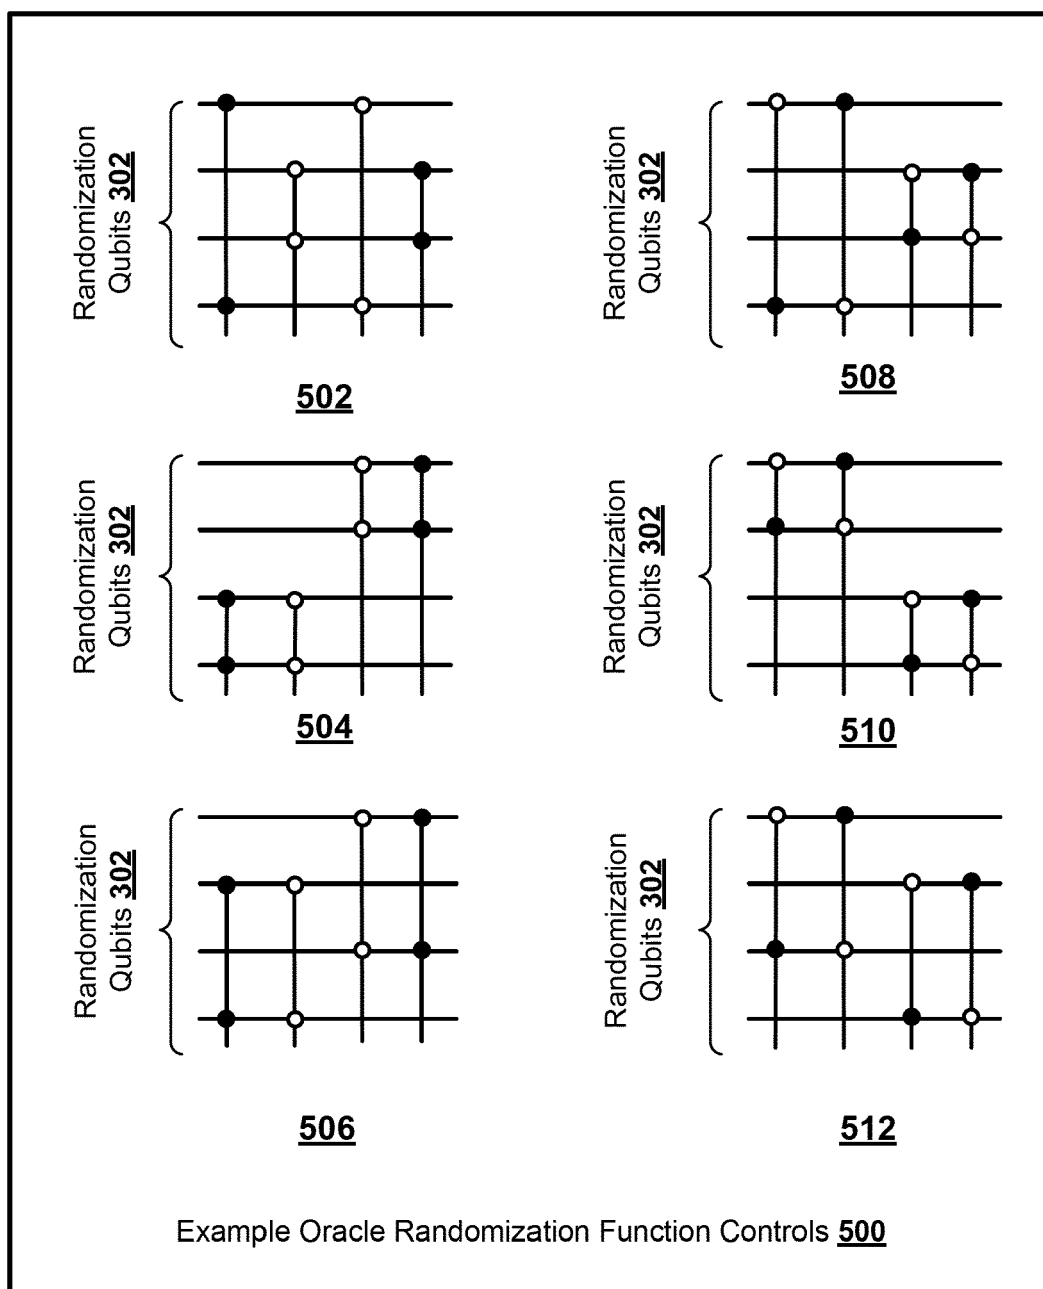 Randomization
Qubits 302
502
Randomization
Qubits 302
508
Randomization
Qubits 302
504
Randomization
Qubits 302
510
Randomization
Qubits 302
506
Randomization
Qubits 302
512
Example Oracle Randomization Function Controls 500